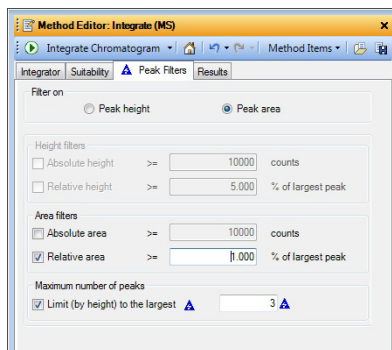 Method Editor: Integrate (MS) ×
Integrate Chromatogram Method Items
Integrator Suitability Peak Filters Results
Filter on
Peak height Peak area
Height filters
Absolute height >= 10000 counts
Relative height >= 5.000 % of largest peak
Area filters
Absolute area >= 10000 counts
Relative area >= 1.000 % of largest peak
Maximum number of peaks
Limit (by height) to the largest 3